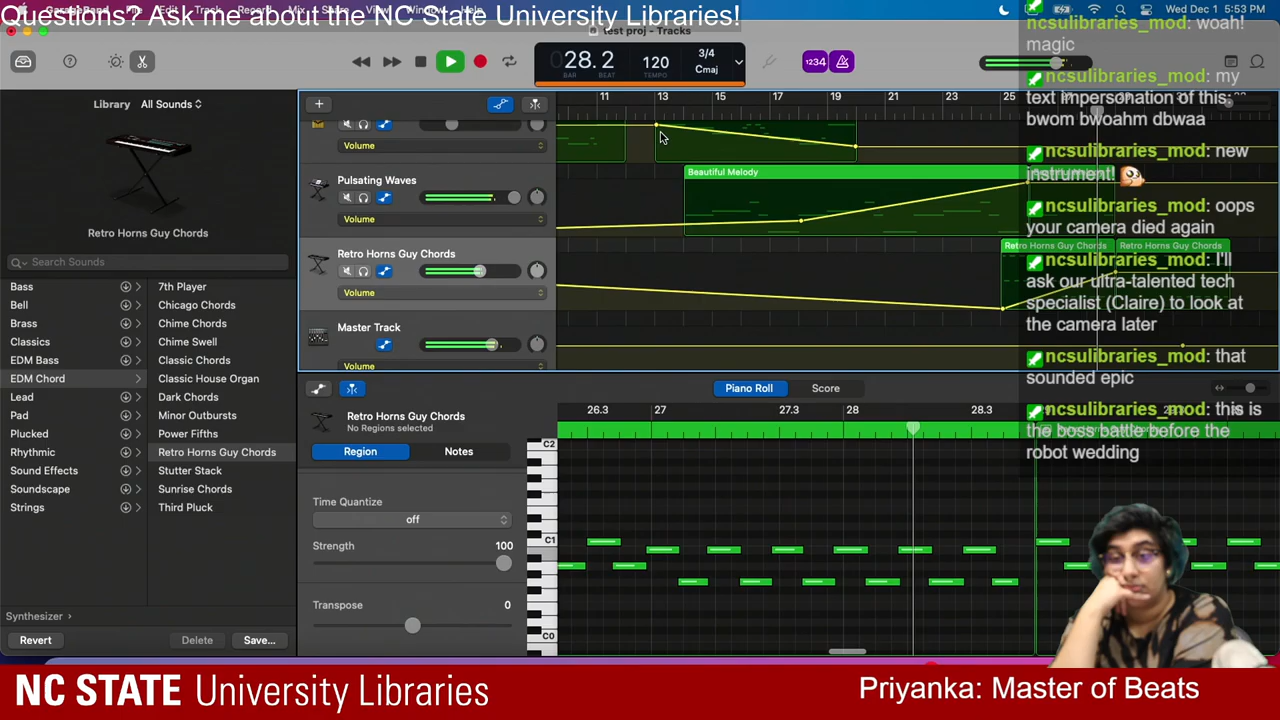 Questions? Ask me about the NC State University Libraries!
Wed Dec 1 5:53 PM
test proj - Tracks
028.2
BAR
BEAT
120
TEMPO
3/4
Cmaj
1234
Library
All Sounds
11
13
15
17
19
21
23
25
Volume
Pulsating Waves
Volume
Retro Horns Guy Chords
Volume
Master Track
Volume
Beautiful Melody
Retro Horns Guy Chords
Retro Horns Guy Chords
Retro Horns Guy Chords
Search Sounds
Bass
Bell
Brass
Classics
EDM Bass
EDM Chord
Lead
Pad
Plucked
Rhythmic
Sound Effects
Soundscape
Strings
7th Player
Chicago Chords
Chime Chords
Chime Swell
Classic Chords
Classic House Organ
Dark Chords
Minor Outbursts
Power Fifths
Retro Horns Guy Chords
Stutter Stack
Sunrise Chords
Third Pluck
Synthesizer
Revert
Delete
Save...
Piano Roll
Score
Retro Horns Guy Chords
No Regions selected
Region
Notes
Time Quantize
off
Strength
100
Transpose
0
26.3
27
27.3
28
28.3
C2
C1
C0
ncsulibraries_mod: woah!
magic
ncsulibraries_mod: my
text impersonation of this:
bwom bwoahm dbwaa
ncsulibraries_mod: new
instrument!
ncsulibraries_mod: oops
your camera died again
ncsulibraries_mod: I'll
ask our ultra-talented tech
specialist (Claire) to look at
the camera later
ncsulibraries_mod: that
sounded epic
ncsulibraries_mod: this is
the boss battle before the
robot wedding
NC STATE University Libraries
Priyanka: Master of Beats